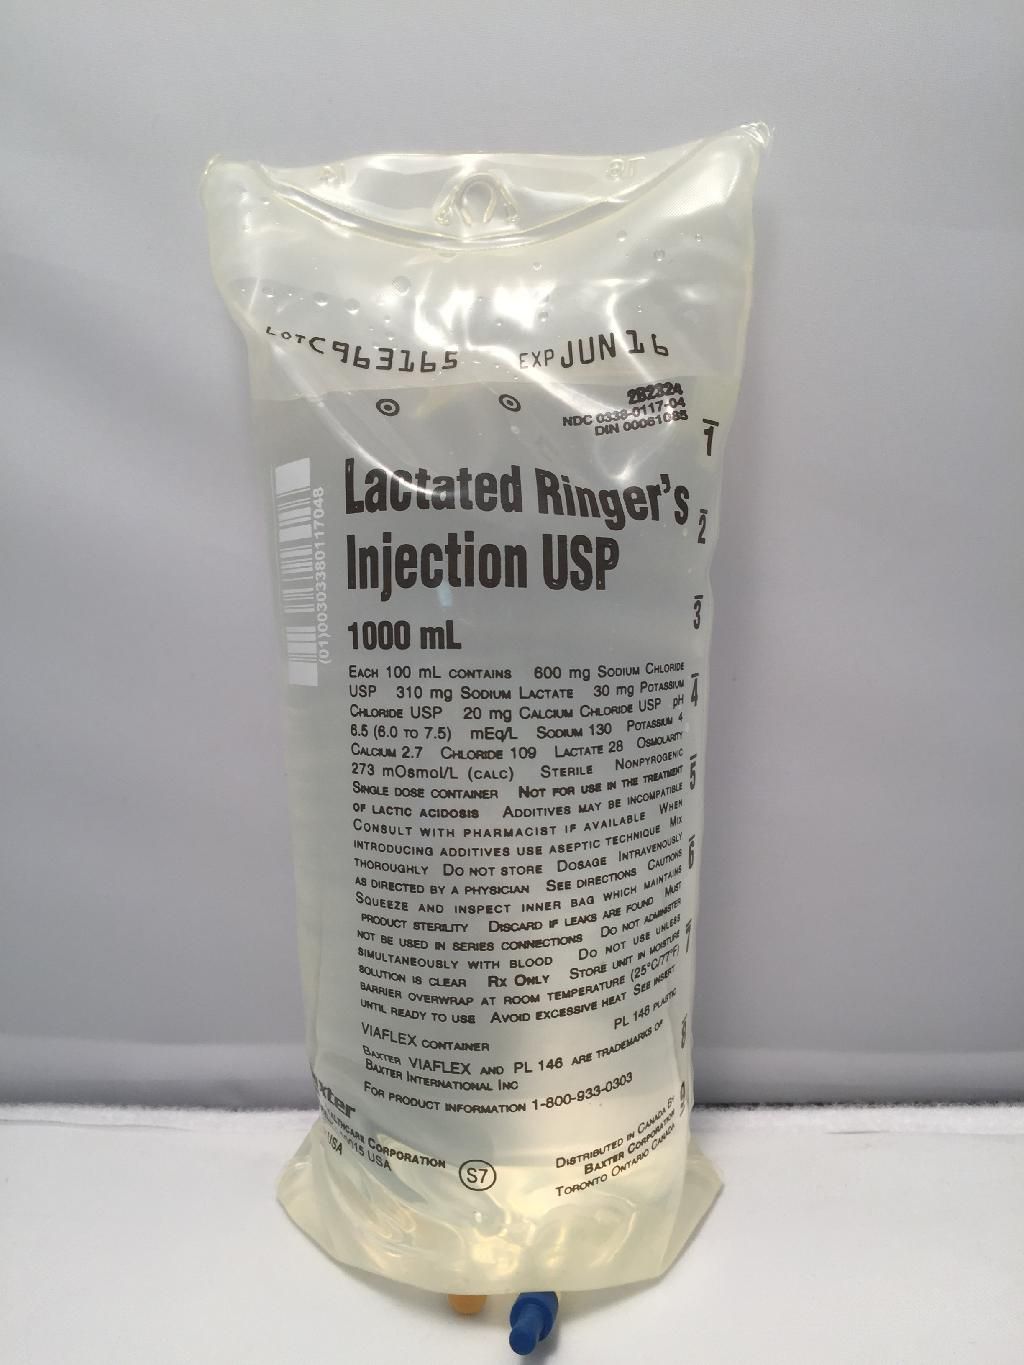 LOT C963165 EXP JUN 16
2B2324
NDC 0338-0117-04
DIN 00061085
Lactated Ringer's
Injection USP
1000 mL
EACH 100 mL CONTAINS 600 mg SODIUM CHLORIDE
USP 310 mg SODIUM LACTATE 30 mg POTASSIUM
CHLORIDE USP 20 mg CALCIUM CHLORIDE USP pH
6.5 (6.0 TO 7.5) mEq/L SODIUM 130 POTASSIUM 4
CALCIUM 2.7 CHLORIDE 109 LACTATE 28 OSMOLARITY
273 mOsmol/L (CALC) STERILE NONPYROGENIC
SINGLE DOSE CONTAINER NOT FOR USE IN THE TREATMENT
OF LACTIC ACIDOSIS ADDITIVES MAY BE INCOMPATIBLE
CONSULT WITH PHARMACIST IF AVAILABLE WHEN
INTRODUCING ADDITIVES USE ASEPTIC TECHNIQUE MIX
THOROUGHLY DO NOT STORE DOSAGE INTRAVENOUSLY
AS DIRECTED BY A PHYSICIAN SEE DIRECTIONS CAUTIONS
SQUEEZE AND INSPECT INNER BAG WHICH MAINTAINS
PRODUCT STERILITY DISCARD IF LEAKS ARE FOUND MUST
NOT BE USED IN SERIES CONNECTIONS DO NOT ADMINISTER
SIMULTANEOUSLY WITH BLOOD DO NOT USE UNLESS
SOLUTION IS CLEAR RX ONLY STORE UNIT IN MOISTURE
BARRIER OVERWRAP AT ROOM TEMPERATURE (25°C/77°F)
UNTIL READY TO USE AVOID EXCESSIVE HEAT SEE INSERT
VIAFLEX CONTAINER PL 146 PLASTIC
BAXTER VIAFLEX AND PL 146 ARE TRADEMARKS OF
BAXTER INTERNATIONAL INC
FOR PRODUCT INFORMATION 1-800-933-0303
CORPORATION
USA
USA
S7
DISTRIBUTED IN CANADA BY
BAXTER CORPORATION
TORONTO ONTARIO CANADA
(01)00303380117048
1
2
3
4
5
6
7
8
9